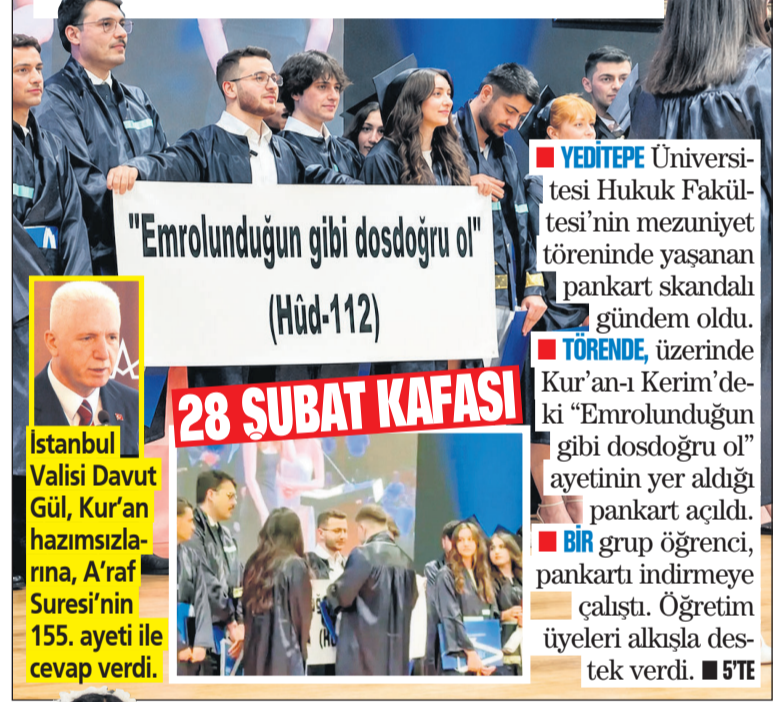 "Emrolunduğun gibi dosdoğru ol"
(Hûd-112)
28 ŞUBAT KAFASI
İstanbul
Valisi Davut
Gül, Kur’an
hazımsızla-
rına, A’raf
Suresi’nin
155. ayeti ile
cevap verdi.
■ YEDİTEPE Üniversi-
tesi Hukuk Fakül-
tesi’nin mezuniyet
töreninde yaşanan
pankart skandalı
gündem oldu.
■ TÖRENDE, üzerinde
Kur’an-ı Kerim’de-
ki “Emrolunduğun
gibi dosdoğru ol”
ayetinin yer aldığı
pankart açıldı.
■ BİR grup öğrenci,
pankartı indirmeye
çalıştı. Öğretim
üyeleri alkışla des-
tek verdi. ■ 5’TE